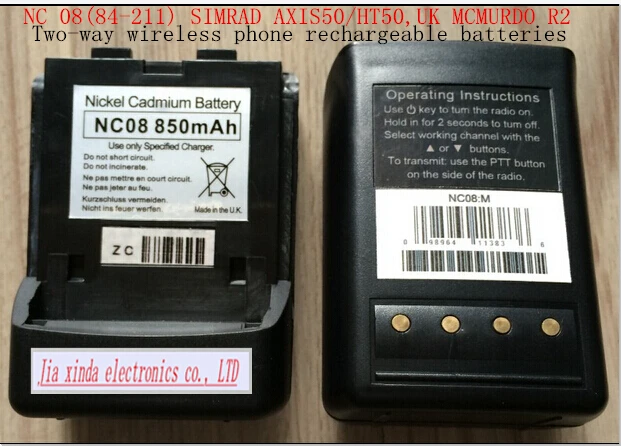 NC 08(84-211) SIMRAD AXIS50/HT50,UK MCMURDO R2
Two-way wireless phone rechargeable batteries
Nickel Cadmium Battery
NC08 850mAh
Use only Specified Charger.
Do not short circuit.
Do not incinerate.
Ne pas mettre en court circuit.
Ne pas jeter au feu.
Kurzschluss vermeiden.
Nicht ins feuer werfen.
Made in the U.K.
ZC
Jia xinda electronics co., LTD
Operating Instructions
Use ⏻ key to turn the radio on.
Hold in for 2 seconds to turn off.
Select working channel with the
▲ or ▼ buttons.
To transmit: use the PTT button
on the side of the radio.
NC08:M
0 98964 11383 6